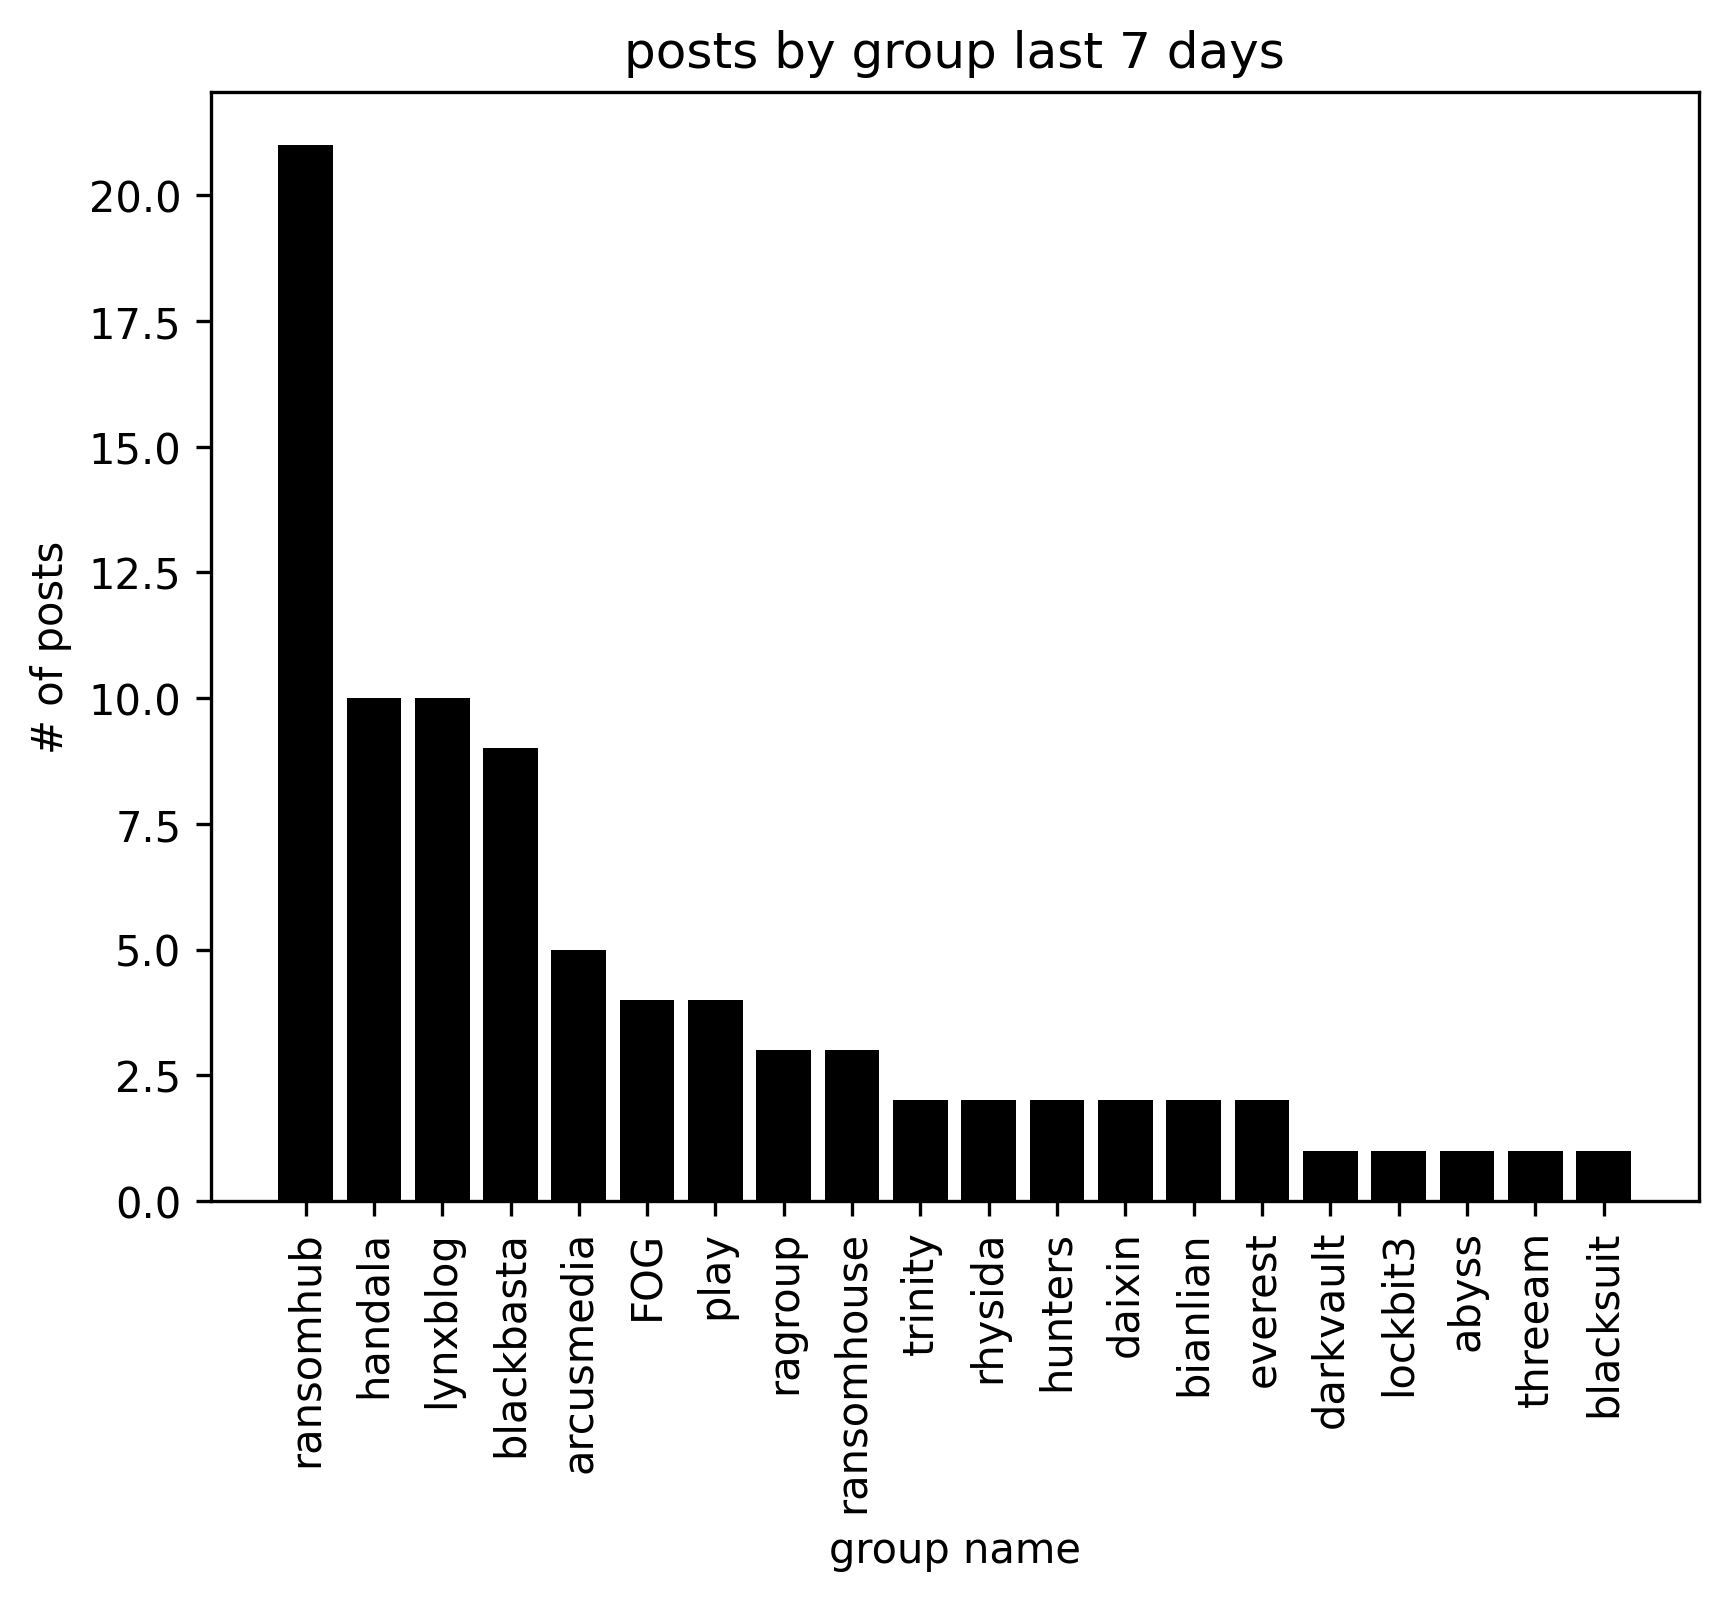 posts by group last 7 days
# of posts
20.0
17.5
15.0
12.5
10.0
7.5
5.0
2.5
0.0
ransomhub
handala
lynxblog
blackbasta
arcusmedia
FOG
play
ragroup
ransomhouse
trinity
rhysida
hunters
daixin
bianlian
everest
darkvault
lockbit3
abyss
threeam
blacksuit
group name